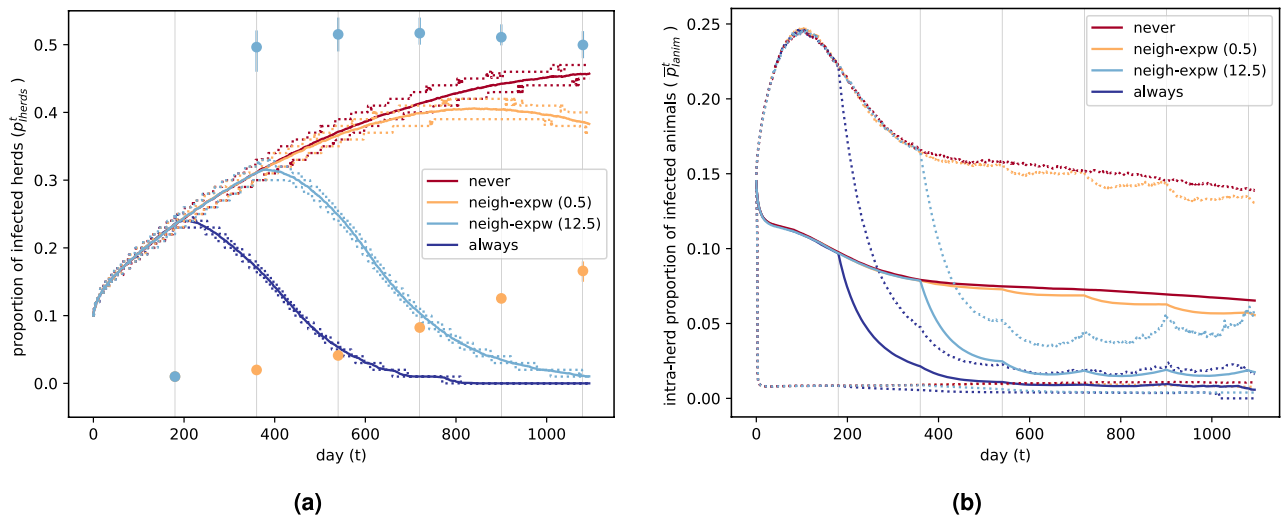 proportion of infected herds (p^t_Iherds)
0.5
0.4
0.3
0.2
0.1
0.0
0
200
400
600
800
1000
day (t)
never
neigh-expw (0.5)
neigh-expw (12.5)
always
(a)
intra-herd proportion of infected animals ( p̅^t_Ianim )
0.25
0.20
0.15
0.10
0.05
0.00
0
200
400
600
800
1000
day (t)
never
neigh-expw (0.5)
neigh-expw (12.5)
always
(b)